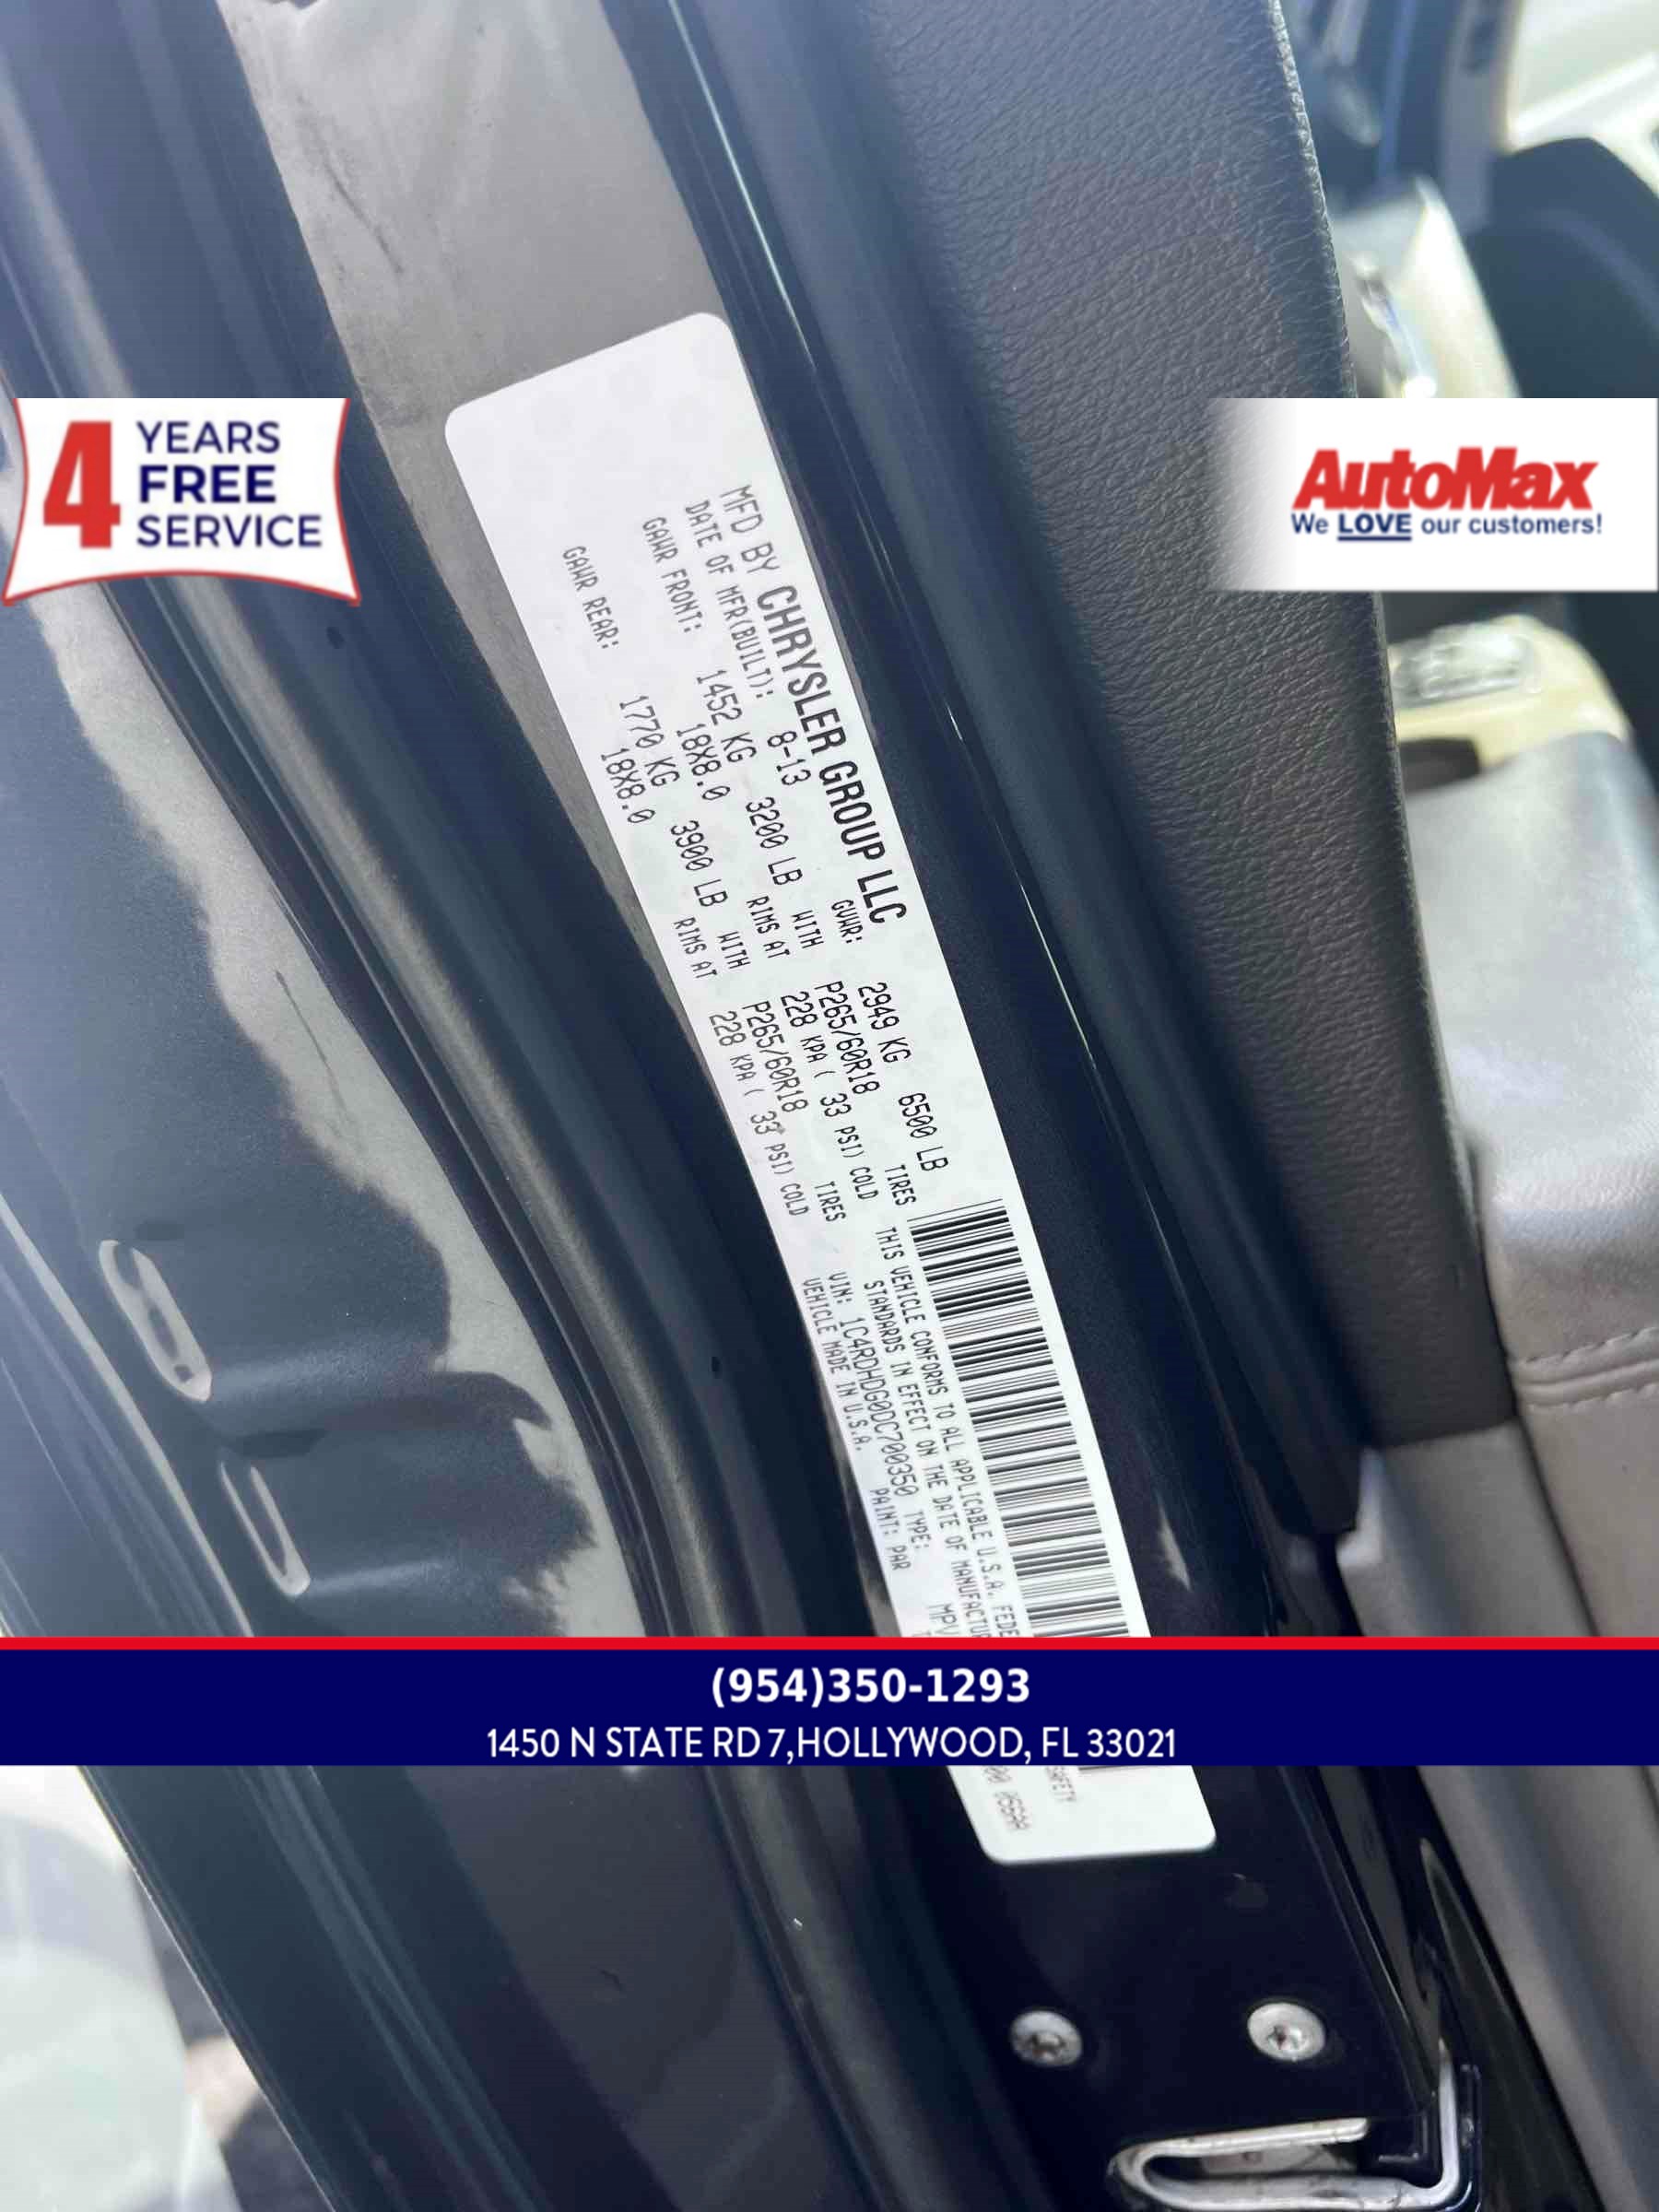 4 YEARS
FREE
SERVICE
AutoMax
We LOVE our customers!
MFD BY CHRYSLER GROUP LLC
DATE OF MFR(BUILT): 8-13 GVWR: 2949 KG 6500 LB
GAWR FRONT: 1452 KG 3200 LB WITH P265/60R18 TIRES
18X8.0 RIMS AT 228 KPA ( 33 PSI) COLD
GAWR REAR: 1770 KG 3900 LB WITH P265/60R18 TIRES
18X8.0 RIMS AT 228 KPA ( 33 PSI) COLD
THIS VEHICLE CONFORMS TO ALL APPLICABLE U.S.A. FEDE
SAFETY
STANDARDS IN EFFECT ON THE DATE OF MANUFACTU
VIN: 1C4RDHDG0DC700350 TYPE: MPV
VEHICLE MADE IN U.S.A. PAINT: PAR
(954)350-1293
1450 N STATE RD 7,HOLLYWOOD, FL 33021